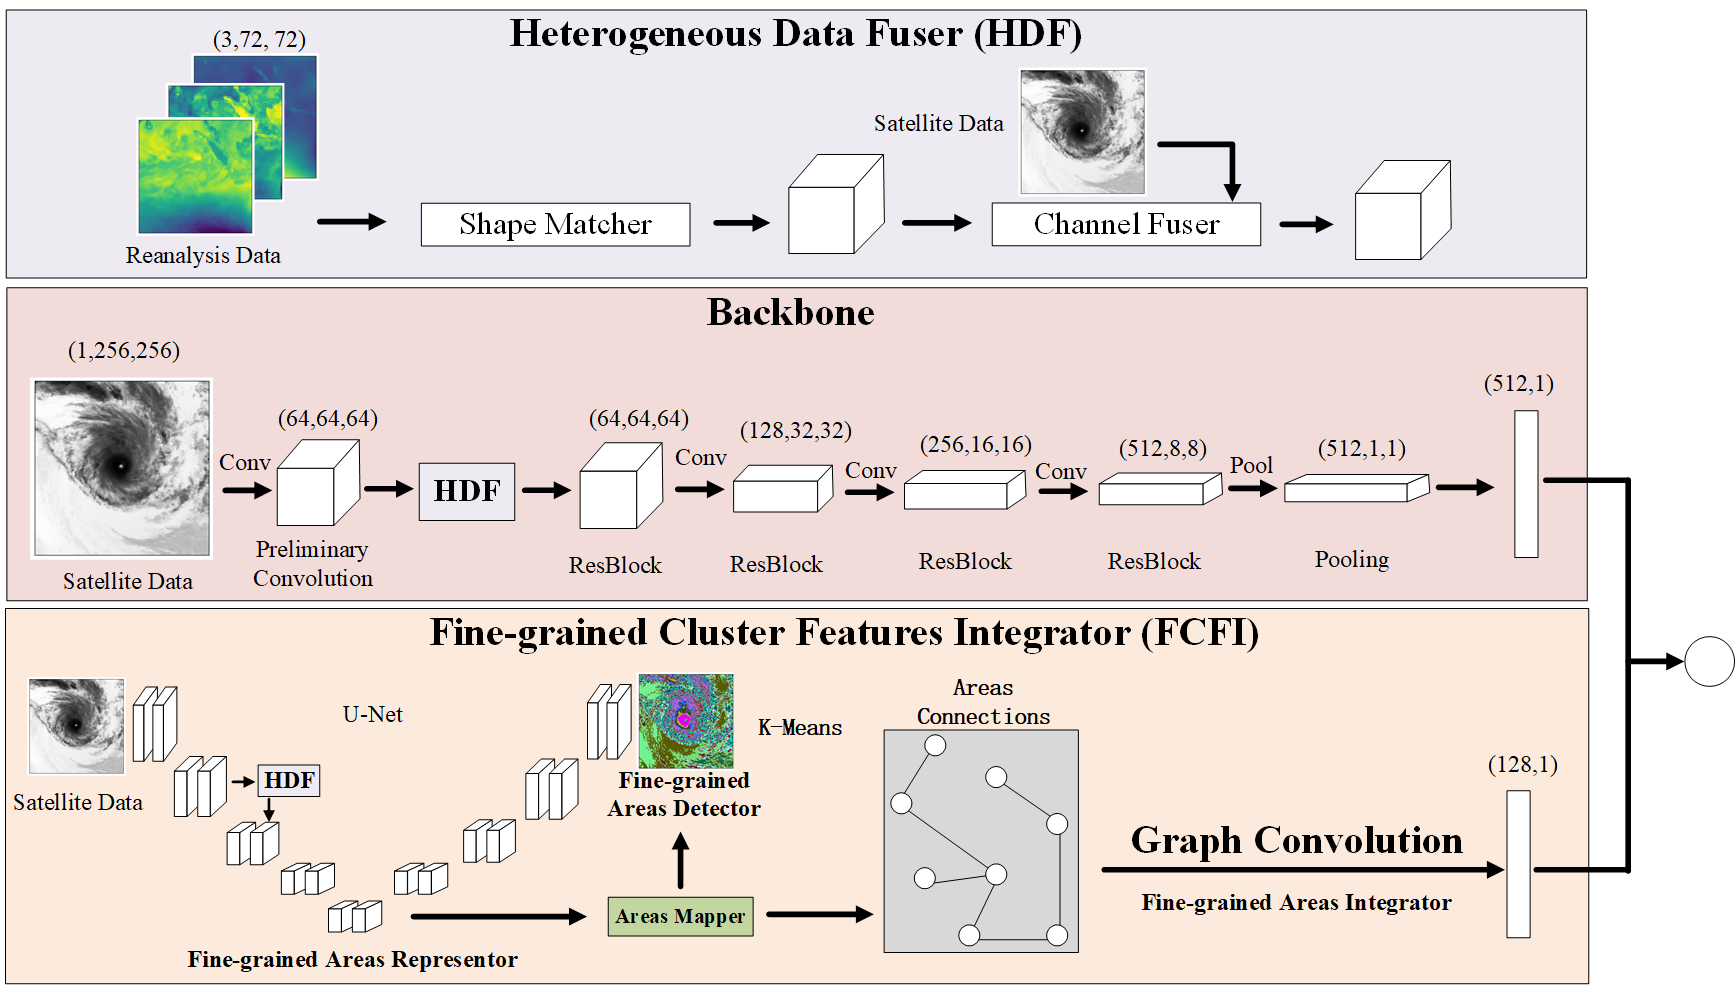 Heterogeneous Data Fuser (HDF)
(3,72, 72)
Satellite Data
Shape Matcher
Channel Fuser
Reanalysis Data
Backbone
(1,256,256)
(64,64,64)
(64,64,64)
(128,32,32)
(256,16,16)
(512,8,8)
(512,1,1)
(512,1)
Conv
HDF
Conv
Conv
Conv
Pool
Satellite Data
Preliminary
Convolution
ResBlock
ResBlock
ResBlock
ResBlock
Pooling
Fine-grained Cluster Features Integrator (FCFI)
Satellite Data
U-Net
HDF
K-Means
Fine-grained
Areas Detector
Areas
Connections
Areas Mapper
Fine-grained Areas Representor
Graph Convolution
Fine-grained Areas Integrator
(128,1)